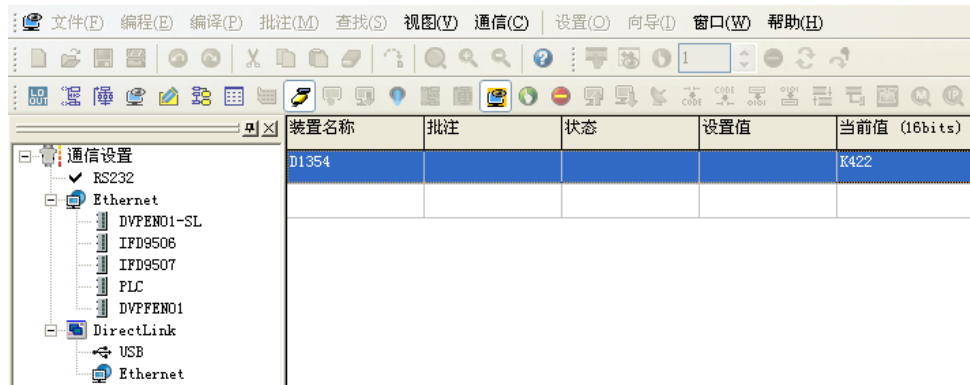 文件(F) 编程(E) 编译(P) 批注(M) 查找(S) 视图(V) 通信(C) 设置(O) 向导(I) 窗口(W) 帮助(H)
1
装置名称 批注 状态 设置值 当前值 (16bits)
D1354 K422
通信设置
RS232
Ethernet
DVPEN01-SL
IFD9506
IFD9507
PLC
DVPFEN01
DirectLink
USB
Ethernet